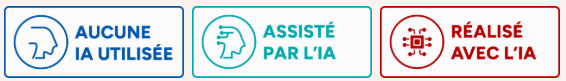 AUCUNE
IA UTILISÉE
ASSISTÉ
PAR L'IA
RÉALISÉ
AVEC L'IA